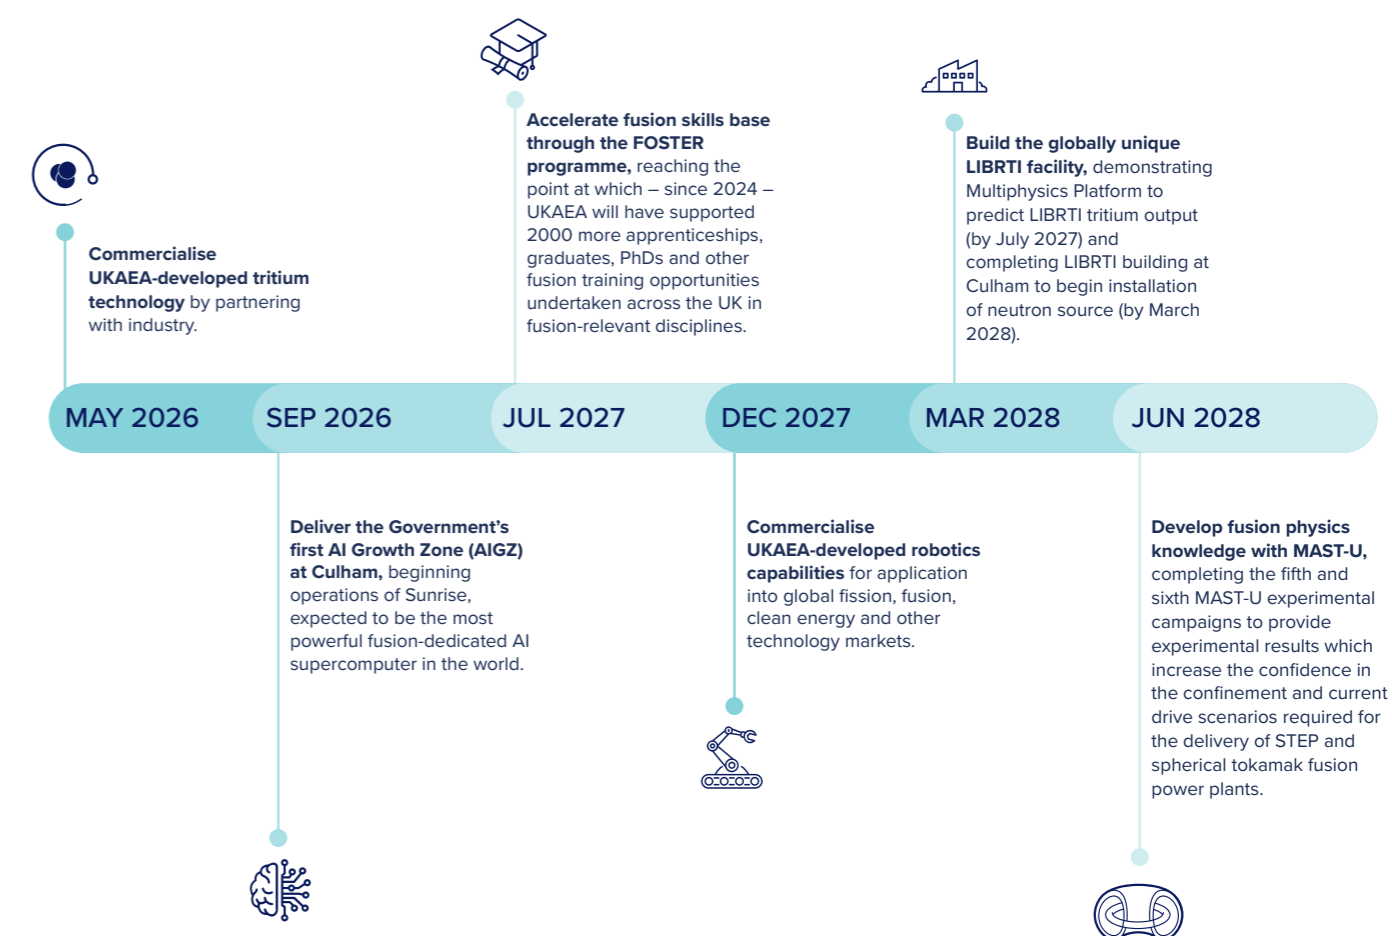 Accelerate fusion skills base
through the FOSTER
programme, reaching the
point at which – since 2024 –
UKAEA will have supported
2000 more apprenticeships,
graduates, PhDs and other
fusion training opportunities
undertaken across the UK in
fusion-relevant disciplines.
Build the globally unique
LIBRTI facility, demonstrating
Multiphysics Platform to
predict LIBRTI tritium output
(by July 2027) and
completing LIBRTI building at
Culham to begin installation
of neutron source (by March
2028).
Commercialise
UKAEA-developed tritium
technology by partnering
with industry.
MAY 2026
SEP 2026
JUL 2027
DEC 2027
MAR 2028
JUN 2028
Deliver the Government’s
first AI Growth Zone (AIGZ)
at Culham, beginning
operations of Sunrise,
expected to be the most
powerful fusion-dedicated AI
supercomputer in the world.
Commercialise
UKAEA-developed robotics
capabilities for application
into global fission, fusion,
clean energy and other
technology markets.
Develop fusion physics
knowledge with MAST-U,
completing the fifth and
sixth MAST-U experimental
campaigns to provide
experimental results which
increase the confidence in
the confinement and current
drive scenarios required for
the delivery of STEP and
spherical tokamak fusion
power plants.